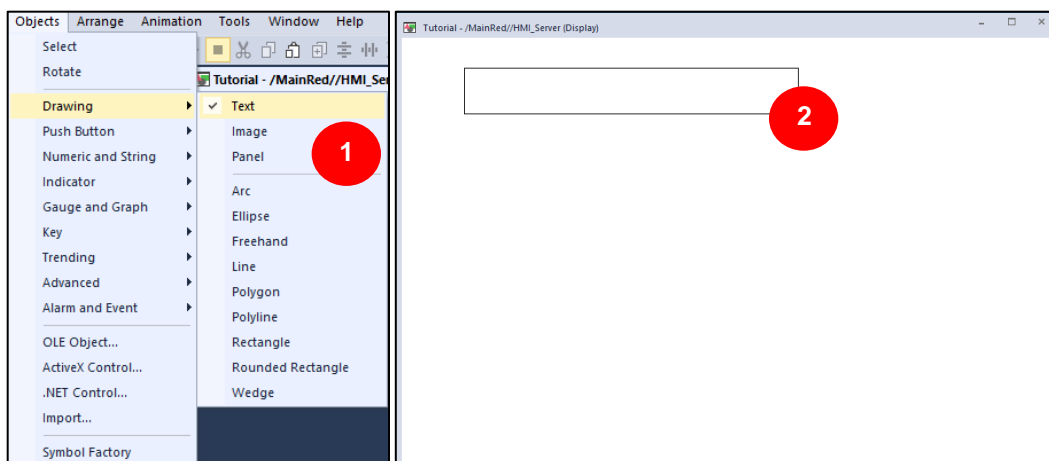 Objects Arrange Animation Tools Window Help
Select
Rotate
Tutorial - /MainRed//HMI_Se
Drawing
Text
Push Button
Image
Numeric and String
Panel
1
Indicator
Arc
Gauge and Graph
Ellipse
Key
Freehand
Trending
Line
Advanced
Polygon
Alarm and Event
Polyline
OLE Object...
Rectangle
ActiveX Control...
Rounded Rectangle
.NET Control...
Wedge
Import...
Symbol Factory
Tutorial - /MainRed//HMI_Server (Display)
2